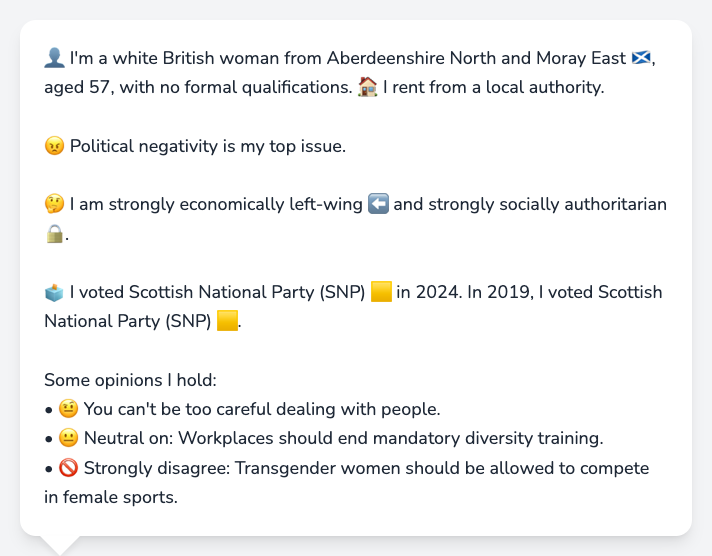 👤 I'm a white British woman from Aberdeenshire North and Moray East 🏴󠁧󠁢󠁳󠁣󠁴󠁿,
aged 57, with no formal qualifications. 🏠 I rent from a local authority.
😠 Political negativity is my top issue.
🤔 I am strongly economically left-wing ⬅️ and strongly socially authoritarian
🔒.
🗳️ I voted Scottish National Party (SNP) 🟨 in 2024. In 2019, I voted Scottish
National Party (SNP) 🟨.
Some opinions I hold:
• 🤨 You can't be too careful dealing with people.
• 😐 Neutral on: Workplaces should end mandatory diversity training.
• 🚫 Strongly disagree: Transgender women should be allowed to compete
in female sports.